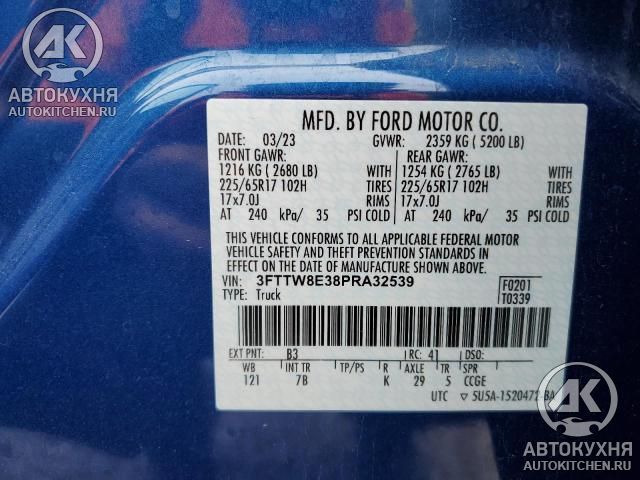 AK
АВТОКУХНЯ
AUTOKITCHEN.RU
MFD. BY FORD MOTOR CO.
DATE: 03/23 GVWR: 2359 KG ( 5200 LB)
FRONT GAWR: REAR GAWR:
1216 KG ( 2680 LB) 1254 KG ( 2765 LB)
225/65R17 102H TIRES 225/65R17 102H TIRES
17x7.0J RIMS 17x7.0J RIMS
AT 240 kPa/ 35 PSI COLD AT 240 kPa/ 35 PSI COLD
THIS VEHICLE CONFORMS TO ALL APPLICABLE FEDERAL MOTOR
VEHICLE SAFETY AND THEFT PREVENTION STANDARDS IN
EFFECT ON THE DATE OF MANUFACTURE SHOWN ABOVE.
VIN: 3FTTW8E38PRA32539 F0201
TYPE: Truck T0339
EXT PNT: B3 RC: 41 DSO:
WB INT TR TP/PS R AXLE TR SPR
121 7B K 29 5 CCGE
UTC ▽ 5U5A-1520472-BA
AK
АВТОКУХНЯ
AUTOKITCHEN.RU